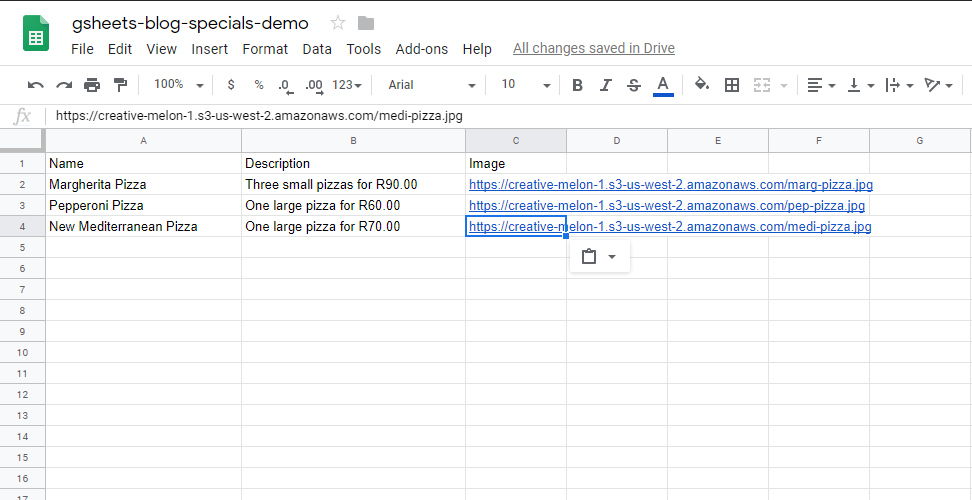 gsheets-blog-specials-demo
File Edit View Insert Format Data Tools Add-ons Help All changes saved in Drive
100% $ % .0 .00 123 Arial 10 B I S A
fx https://creative-melon-1.s3-us-west-2.amazonaws.com/medi-pizza.jpg
A B C D E F G
1 Name Description Image
2 Margherita Pizza Three small pizzas for R90.00 https://creative-melon-1.s3-us-west-2.amazonaws.com/marg-pizza.jpg
3 Pepperoni Pizza One large pizza for R60.00 https://creative-melon-1.s3-us-west-2.amazonaws.com/pep-pizza.jpg
4 New Mediterranean Pizza One large pizza for R70.00 https://creative-melon-1.s3-us-west-2.amazonaws.com/medi-pizza.jpg
5
6
7
8
9
10
11
12
13
14
15
16
17